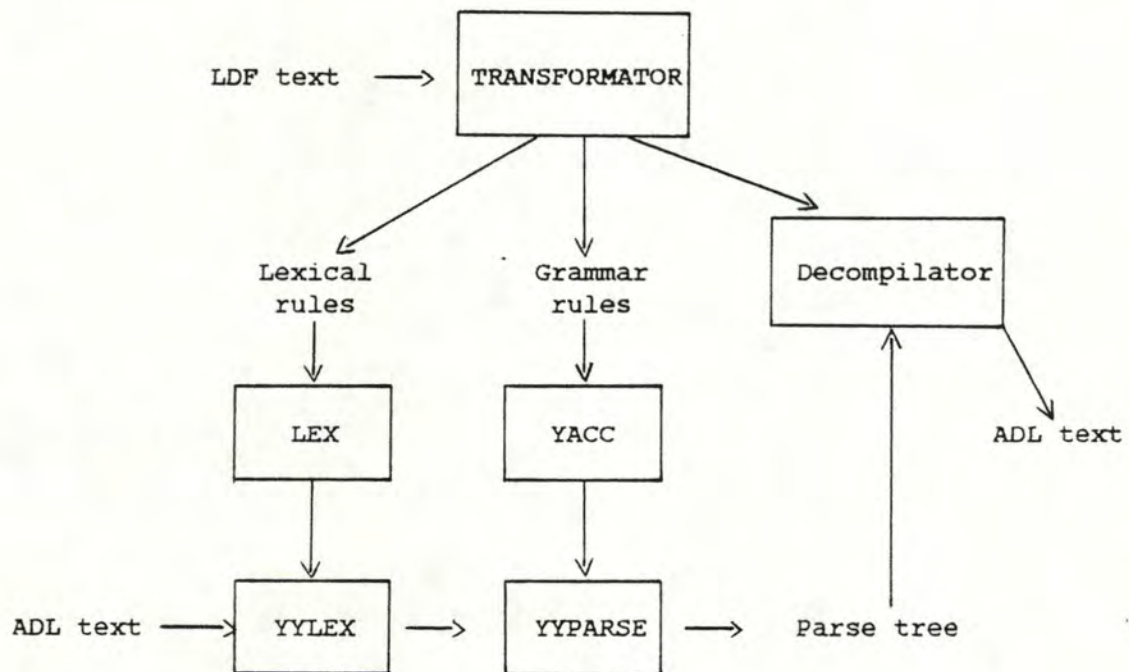 LDF text
TRANSFORMATOR
Lexical
rules
Grammar
rules
Decompilator
LEX
YACC
ADL text
ADL text
YYLEX
YYPARSE
Parse tree